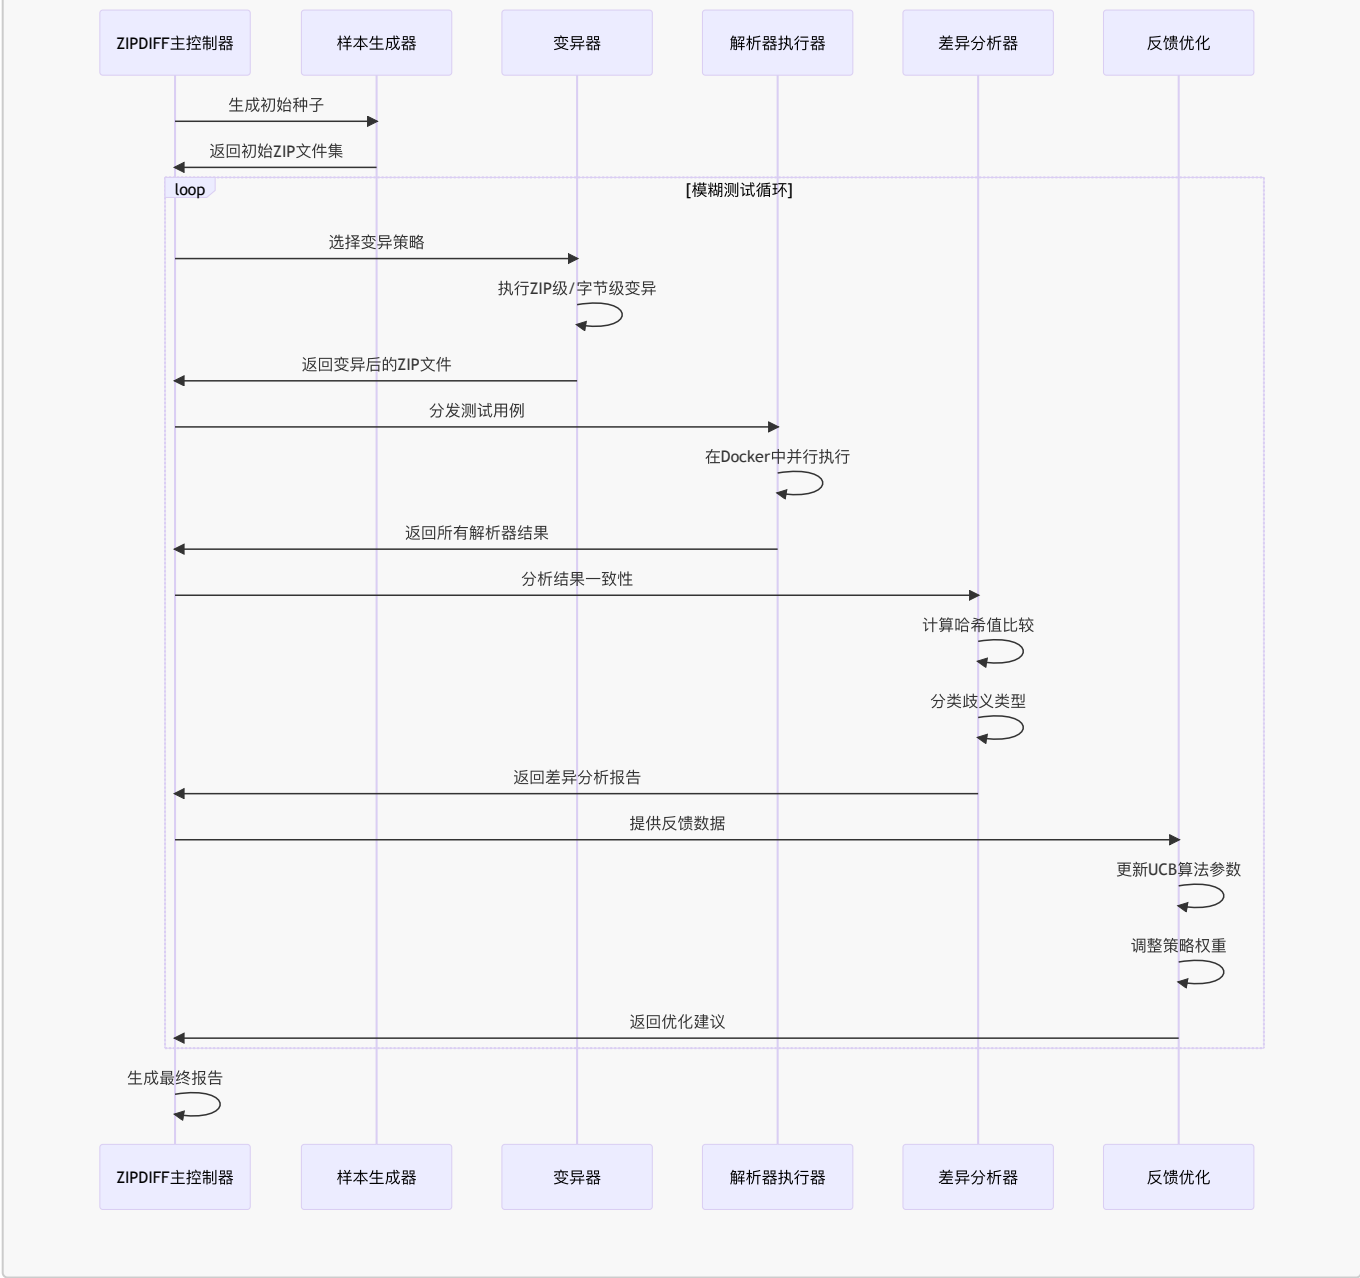 ZIPDIFF主控制器
样本生成器
变异器
解析器执行器
差异分析器
反馈优化
生成初始种子
返回初始ZIP文件集
loop
[模糊测试循环]
选择变异策略
执行ZIP级/字节级变异
返回变异后的ZIP文件
分发测试用例
在Docker中并行执行
返回所有解析器结果
分析结果一致性
计算哈希值比较
分类歧义类型
返回差异分析报告
提供反馈数据
更新UCB算法参数
调整策略权重
返回优化建议
生成最终报告
ZIPDIFF主控制器
样本生成器
变异器
解析器执行器
差异分析器
反馈优化